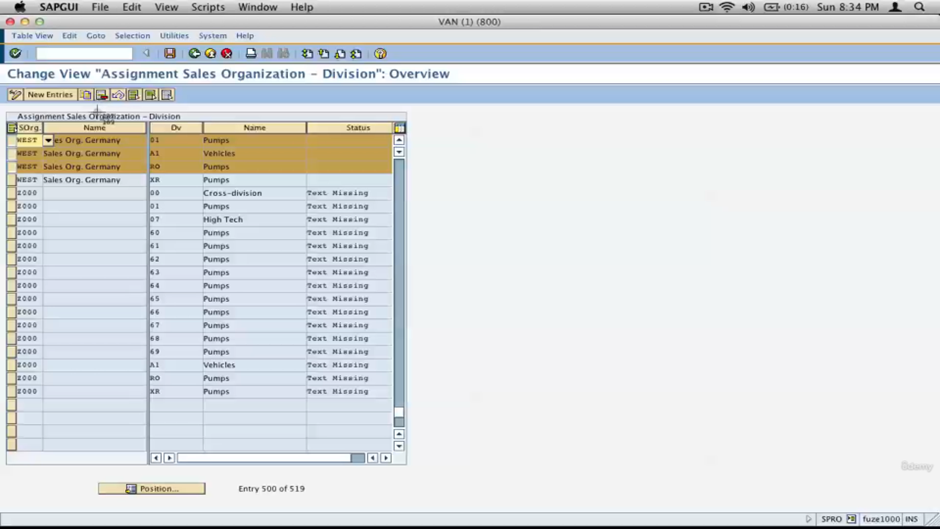 SAPGUI File Edit View Scripts Window Help (0:16) Sun 8:34 PM
VAN (1) (800)
Table View Edit Goto Selection Utilities System Help
Change View "Assignment Sales Organization - Division": Overview
New Entries
Assignment Sales Organization - Division
SOrg. Name Dv Name Status
WEST es Org. Germany 01 Pumps
WEST Sales Org. Germany A1 Vehicles
WEST Sales Org. Germany RO Pumps
WEST Sales Org. Germany XR Pumps
Z000 00 Cross-division Text Missing
Z000 01 Pumps Text Missing
Z000 07 High Tech Text Missing
Z000 60 Pumps Text Missing
Z000 61 Pumps Text Missing
Z000 62 Pumps Text Missing
Z000 63 Pumps Text Missing
Z000 64 Pumps Text Missing
Z000 65 Pumps Text Missing
Z000 66 Pumps Text Missing
Z000 67 Pumps Text Missing
Z000 68 Pumps Text Missing
Z000 69 Pumps Text Missing
Z000 A1 Vehicles Text Missing
Z000 RO Pumps Text Missing
Z000 XR Pumps Text Missing
Udemy
Position... Entry 500 of 519
SPRO fuze1000 INS